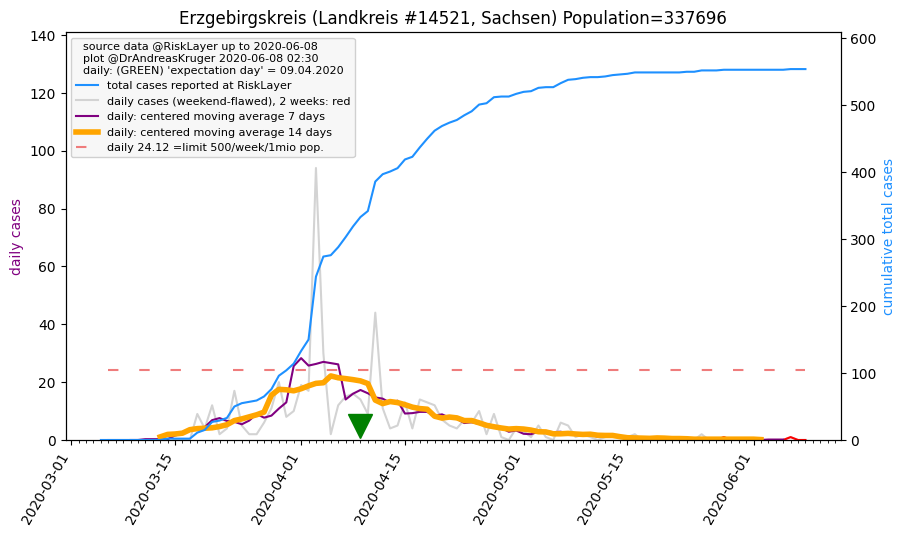 Erzgebirgskreis (Landkreis #14521, Sachsen) Population=337696
source data @RiskLayer up to 2020-06-08
plot @DrAndreasKruger 2020-06-08 02:30
daily: (GREEN) 'expectation day' = 09.04.2020
total cases reported at RiskLayer
daily cases (weekend-flawed), 2 weeks: red
daily: centered moving average 7 days
daily: centered moving average 14 days
daily 24.12 =limit 500/week/1mio pop.
daily cases
140
120
100
80
60
40
20
0
600
500
400
300
200
100
0
cumulative total cases
2020-03-01
2020-03-15
2020-04-01
2020-04-15
2020-05-01
2020-05-15
2020-06-01